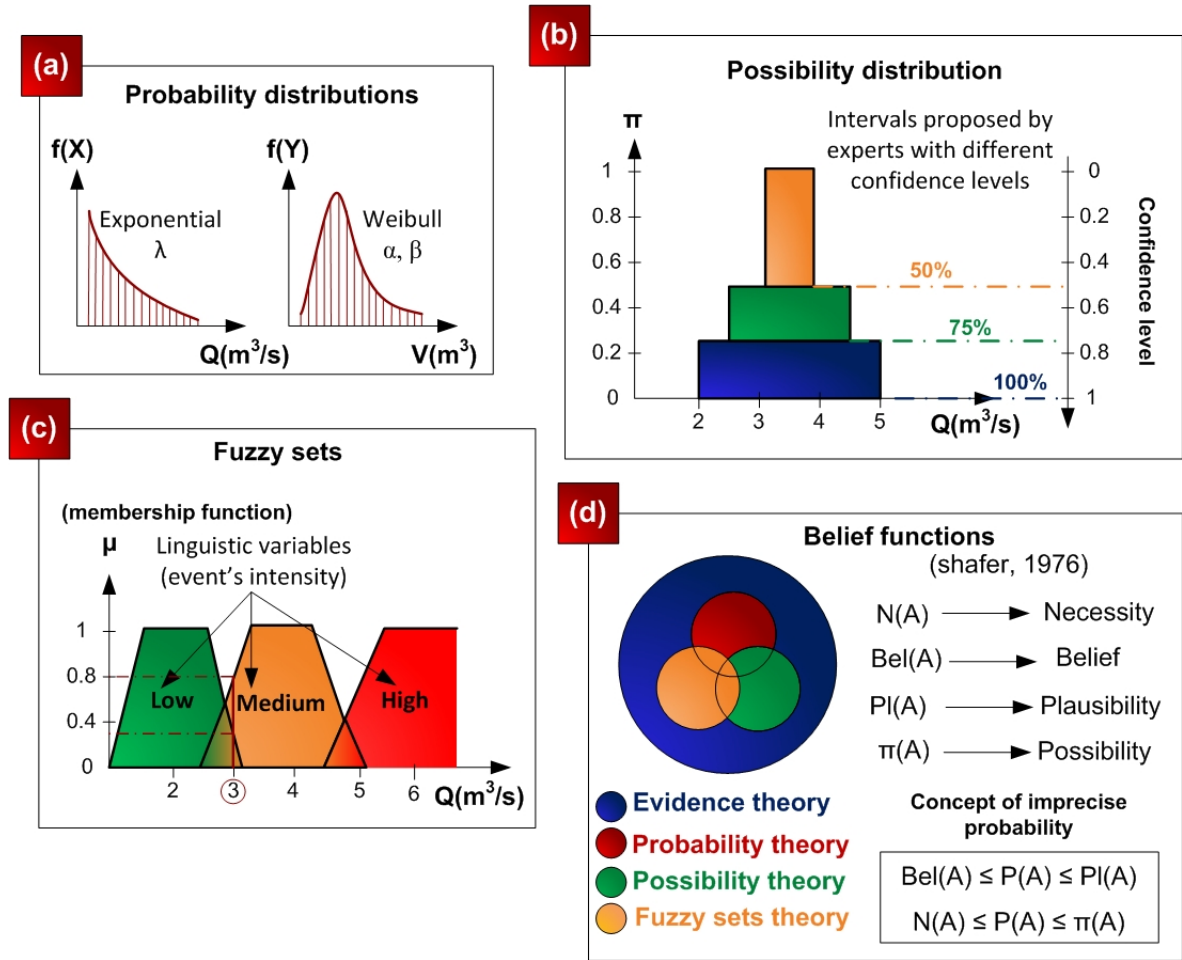 (a)
Probability distributions
f(X)
f(Y)
Exponential
λ
Weibull
α, β
Q(m³/s)
V(m³)
(b)
Possibility distribution
π
Intervals proposed by
experts with different
confidence levels
1
0.8
0.6
0.4
0.2
0
0
0.2
0.4
0.6
0.8
1
Confidence level
50%
75%
100%
2
3
4
5
Q(m³/s)
(c)
Fuzzy sets
(membership function)
μ
Linguistic variables
(event's intensity)
1
0.8
0.4
0
Low
Medium
High
2
3
4
5
6
Q(m³/s)
(d)
Belief functions
(shafer, 1976)
N(A)
Necessity
Bel(A)
Belief
Pl(A)
Plausibility
π(A)
Possibility
Evidence theory
Probability theory
Possibility theory
Fuzzy sets theory
Concept of imprecise
probability
Bel(A) ≤ P(A) ≤ Pl(A)
N(A) ≤ P(A) ≤ π(A)